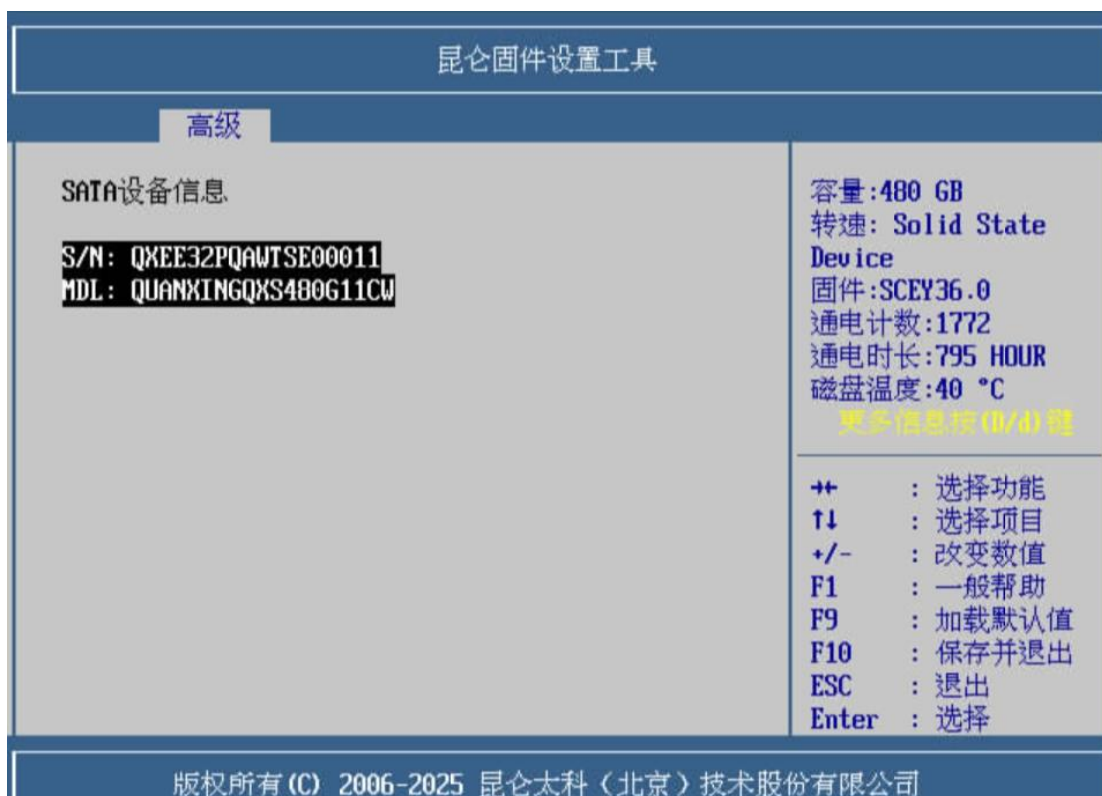 昆仑固件设置工具
高级
SATA设备信息
S/N: QXEE32PQAWTSE00011
MDL: QUANXINGQXS480G11CW
容量:480 GB
转速: Solid State
Device
固件:SCEY36.0
通电计数:1772
通电时长:795 HOUR
磁盘温度:40 °C
更多信息按(D/d)键
→← : 选择功能
↑↓ : 选择项目
+/- : 改变数值
F1 : 一般帮助
F9 : 加载默认值
F10 : 保存并退出
ESC : 退出
Enter : 选择
版权所有(C) 2006-2025 昆仑太科（北京）技术股份有限公司